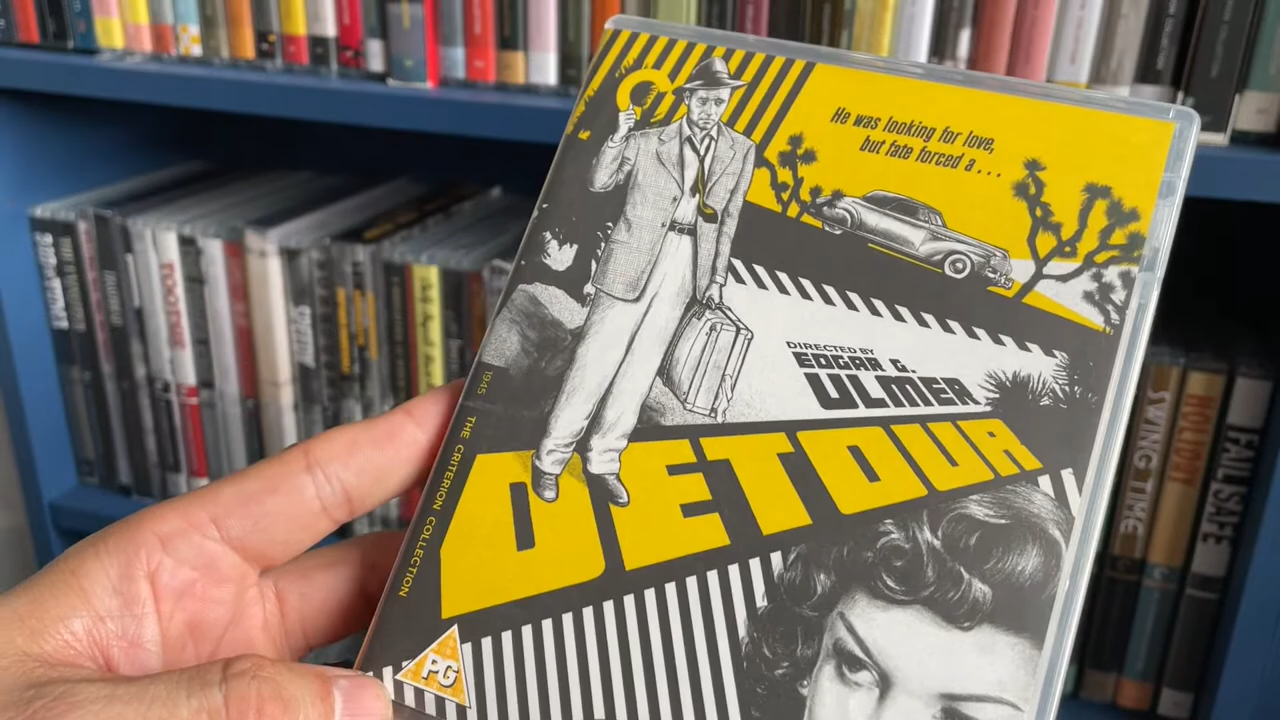 He was looking for love,
but fate forced a . . .
DIRECTED BY
EDGAR G.
ULMER
DETOUR
1945 THE CRITERION COLLECTION
PG
TOOTSIE
SWING TIME
HOLIDAY
FAIL SAFE